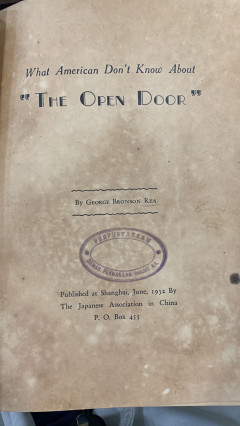 What American Don't Know About
"THE OPEN DOOR"
By GEORGE BRONSON REA
Published at Shanghai, June, 1932 By
The Japanese Association in China
P. O. Box 453